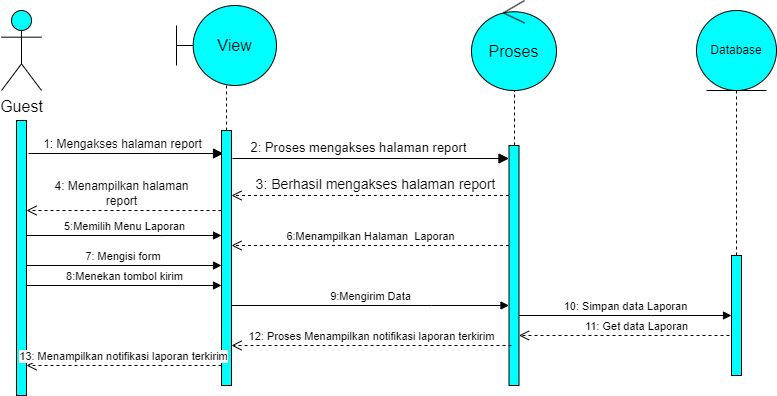 View
Proses
Database
Guest
1: Mengakses halaman report
2: Proses mengakses halaman report
3: Berhasil mengakses halaman report
4: Menampilkan halaman
report
5:Memilih Menu Laporan
6:Menampilkan Halaman Laporan
7: Mengisi form
8:Menekan tombol kirim
9:Mengirim Data
10: Simpan data Laporan
11: Get data Laporan
12: Proses Menampilkan notifikasi laporan terkirim
13: Menampilkan notifikasi laporan terkirim